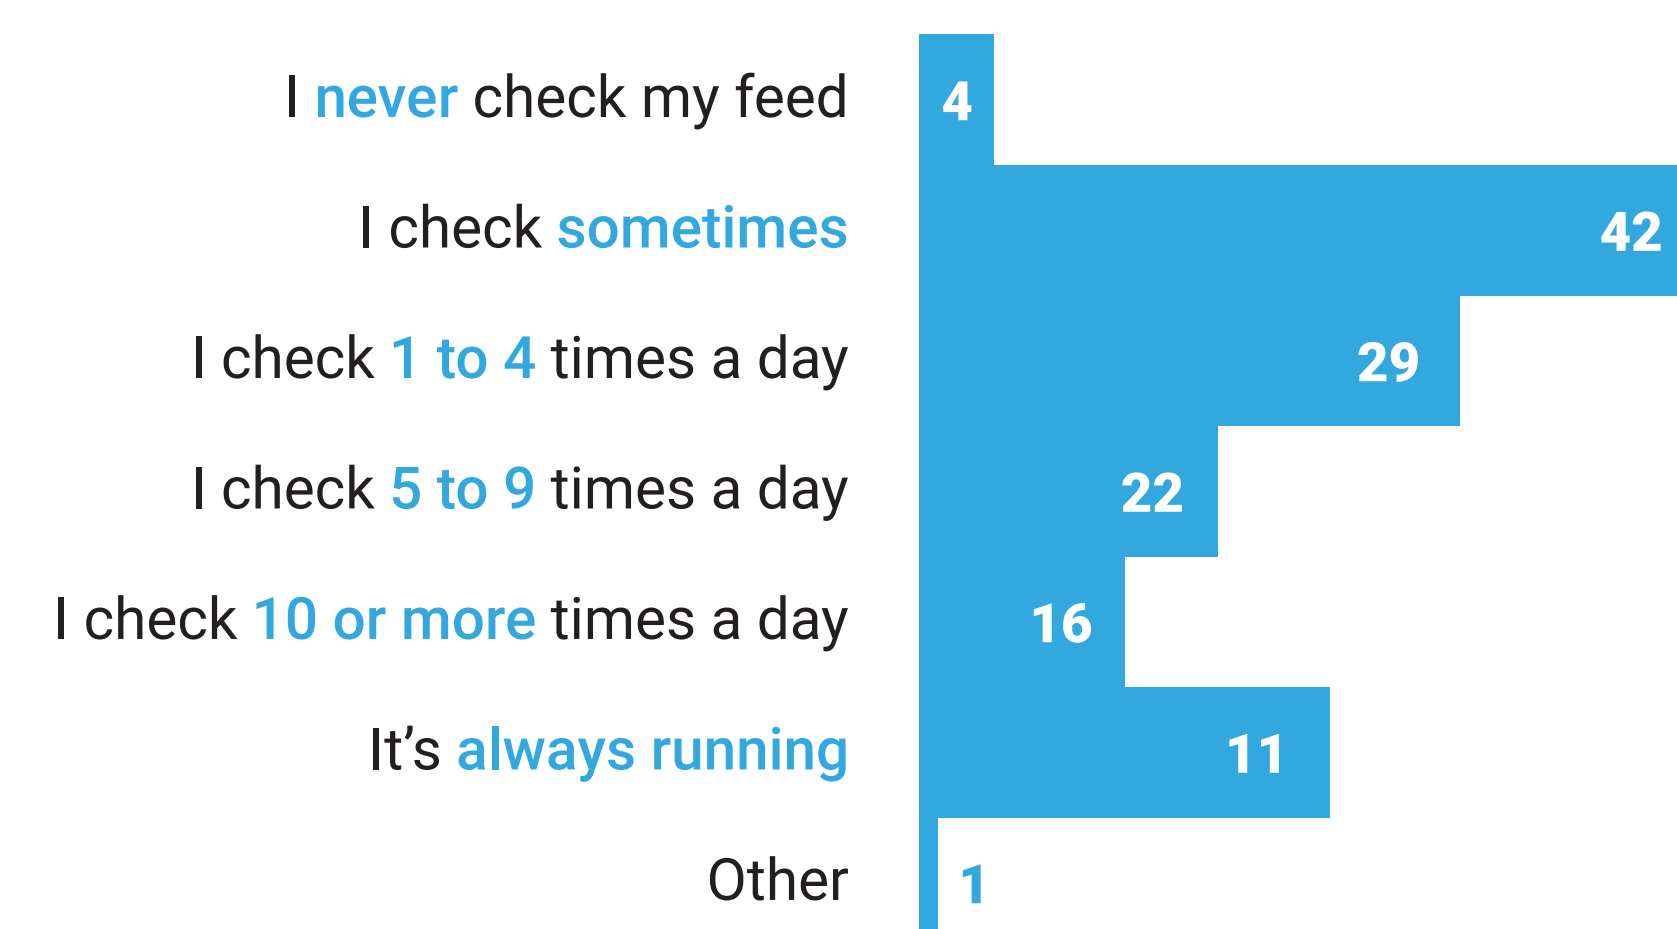 I never check my feed 4
I check sometimes 42
I check 1 to 4 times a day 29
I check 5 to 9 times a day 22
I check 10 or more times a day 16
It’s always running 11
Other 1